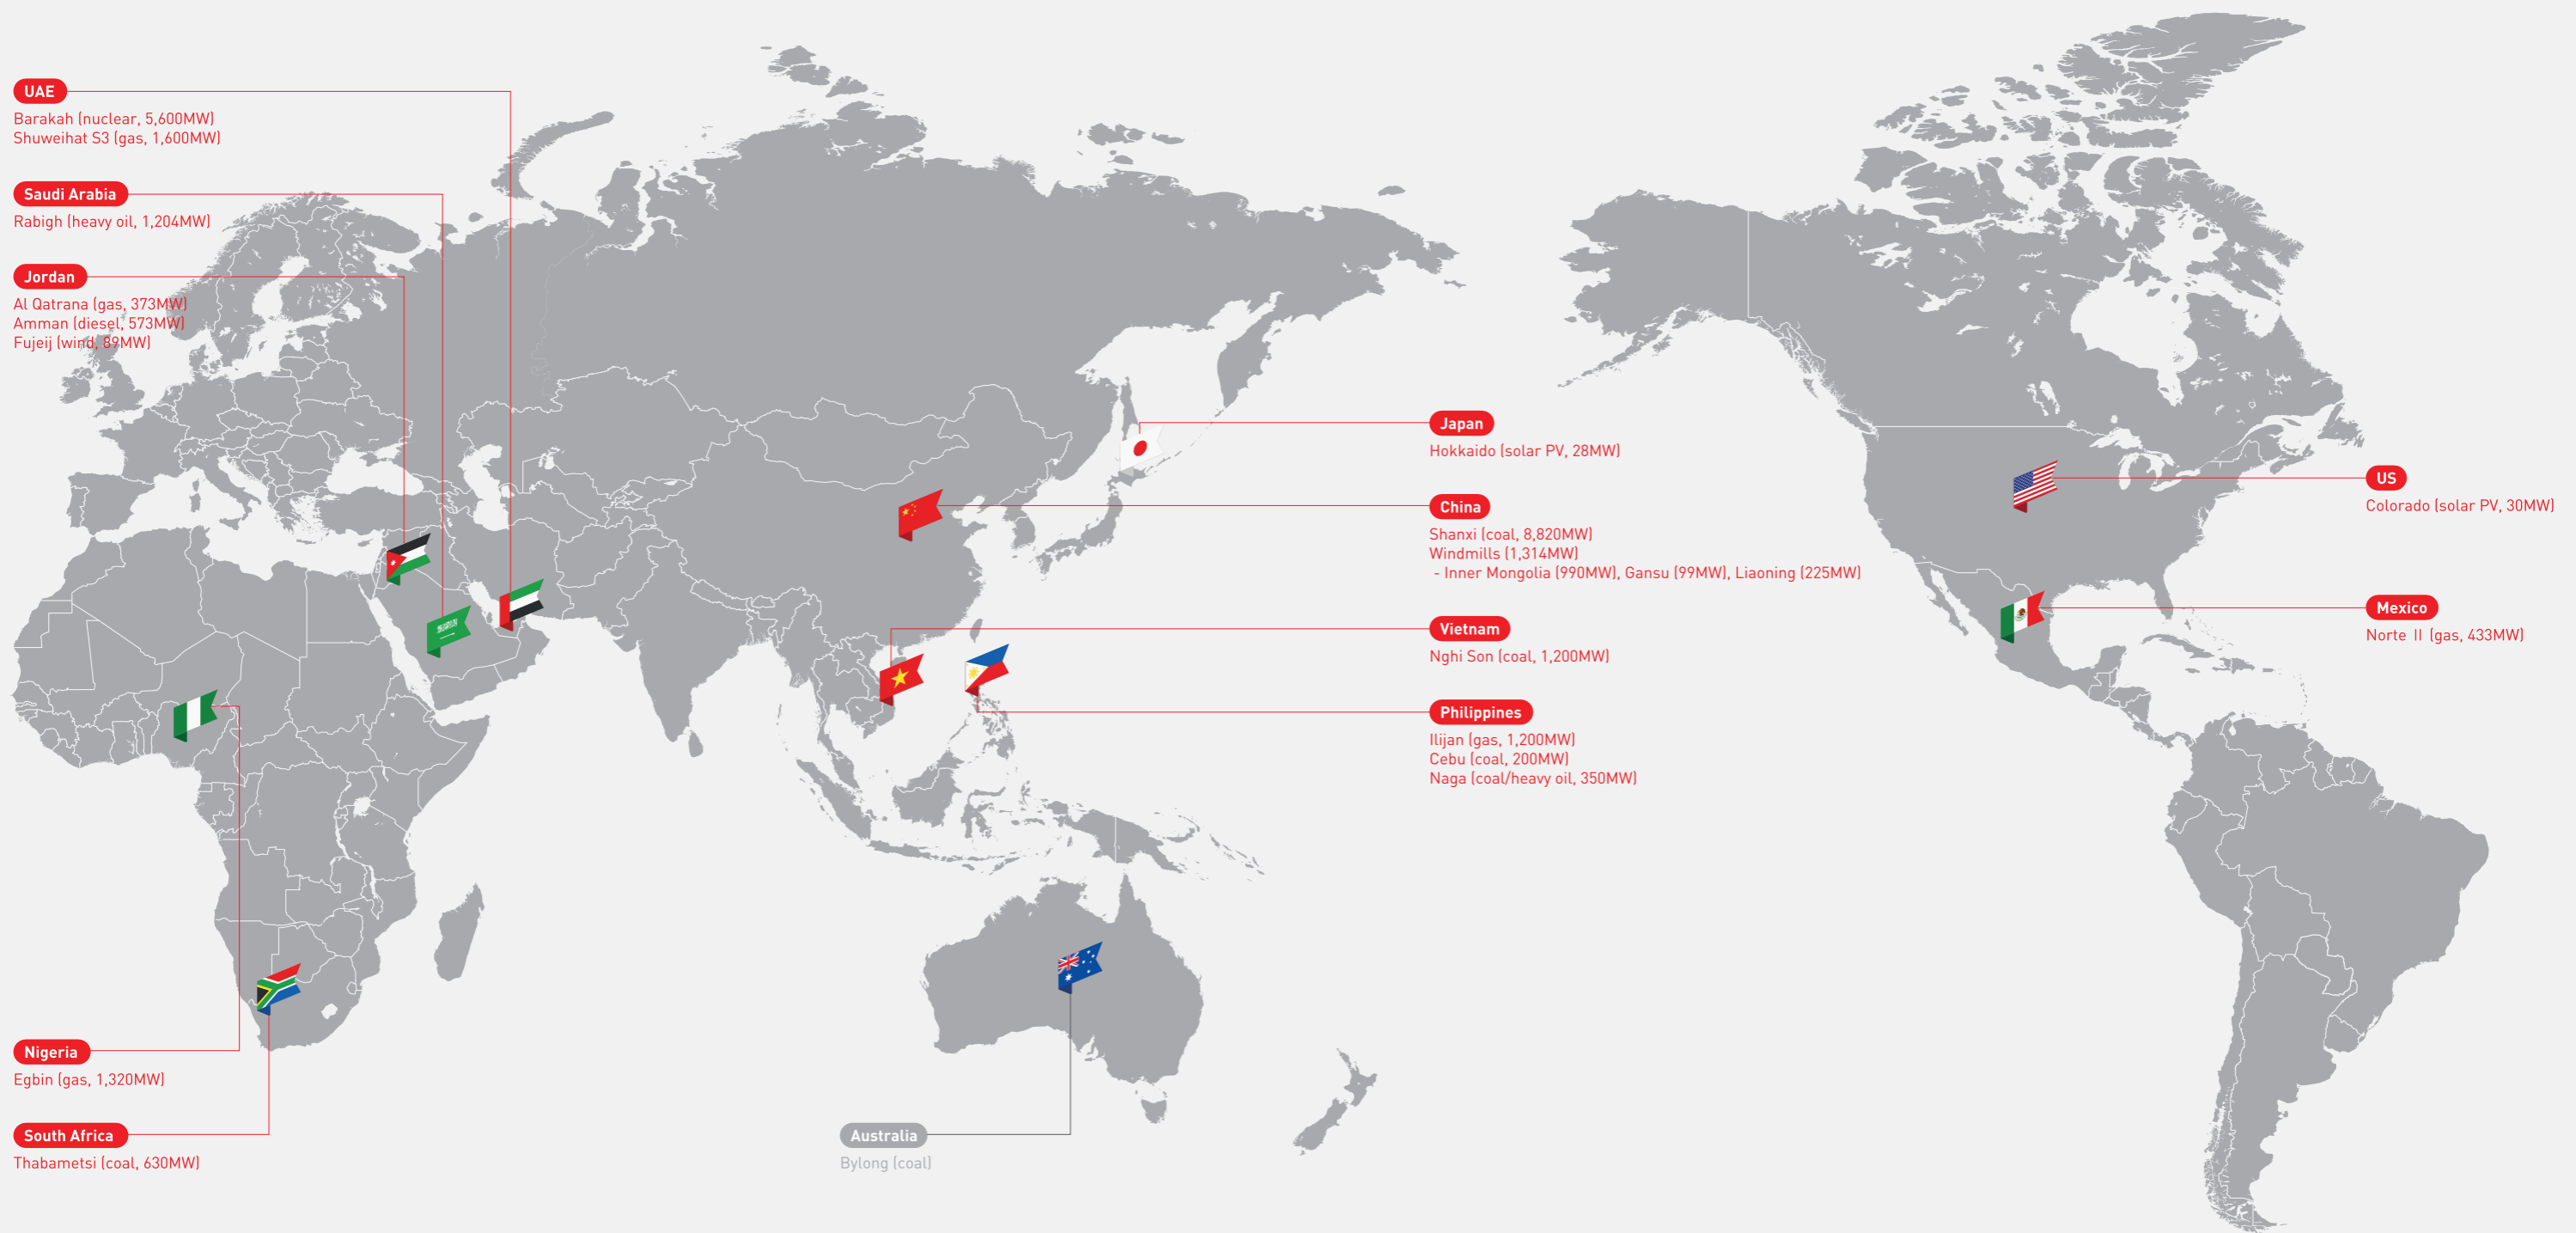 UAE
Barakah (nuclear, 5,600MW)
Shuweihat S3 (gas, 1,600MW)
Saudi Arabia
Rabigh (heavy oil, 1,204MW)
Jordan
Al Qatrana (gas, 373MW)
Amman (diesel, 573MW)
Fujeij (wind, 89MW)
Japan
Hokkaido (solar PV, 28MW)
China
Shanxi (coal, 8,820MW)
Windmills (1,314MW)
- Inner Mongolia (990MW), Gansu (99MW), Liaoning (225MW)
Vietnam
Nghi Son (coal, 1,200MW)
Philippines
Ilijan (gas, 1,200MW)
Cebu (coal, 200MW)
Naga (coal/heavy oil, 350MW)
US
Colorado (solar PV, 30MW)
Mexico
Norte II (gas, 433MW)
Nigeria
Egbin (gas, 1,320MW)
South Africa
Thabametsi (coal, 630MW)
Australia
Bylong (coal)